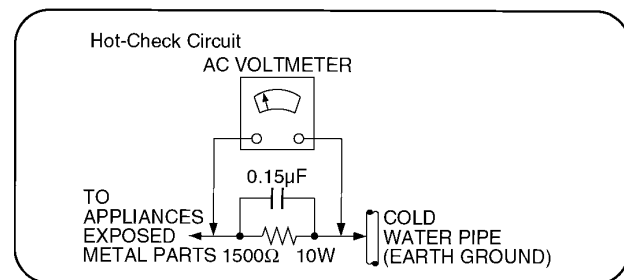 Hot-Check Circuit
AC VOLTMETER
0.15µF
TO
APPLIANCES
EXPOSED
METAL PARTS
1500Ω 10W
COLD
WATER PIPE
(EARTH GROUND)